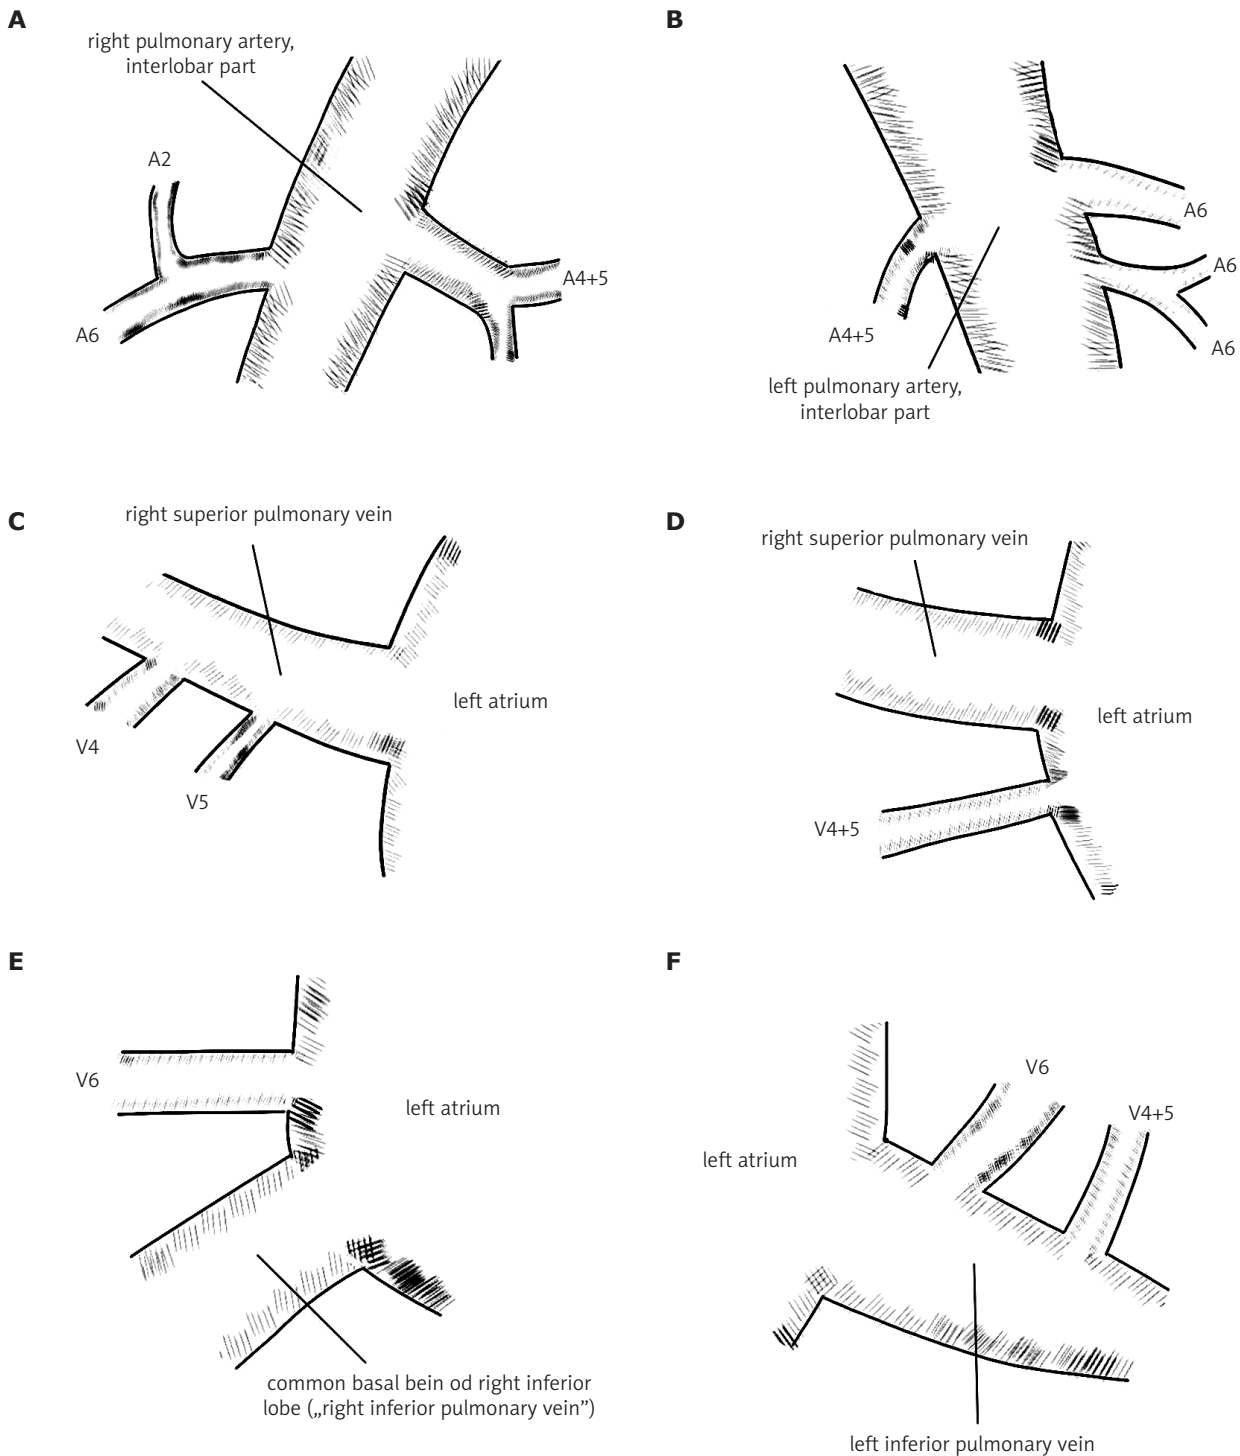 A
right pulmonary artery,
interlobar part
A2
A4+5
A6
B
A6
A6
A4+5
A6
left pulmonary artery,
interlobar part
C
right superior pulmonary vein
left atrium
V4
V5
D
right superior pulmonary vein
left atrium
V4+5
E
V6
left atrium
common basal bein od right inferior
lobe („right inferior pulmonary vein”)
F
V6
V4+5
left atrium
left inferior pulmonary vein